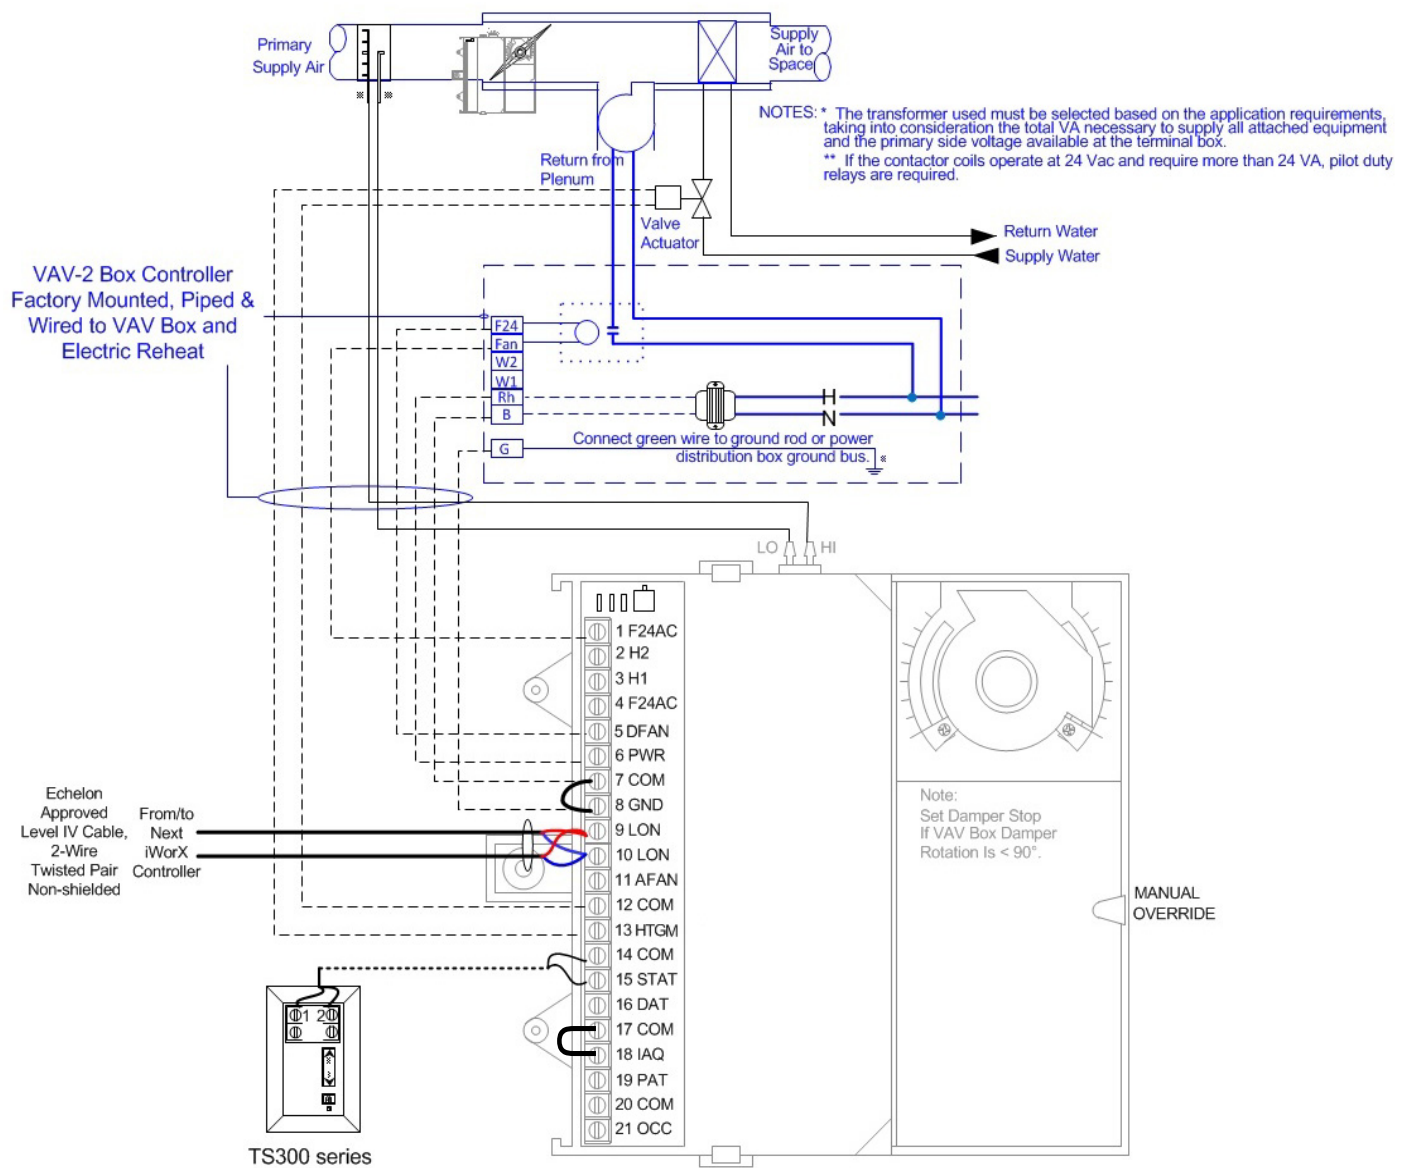 Primary
Supply Air
Supply
Air to
Space
NOTES: * The transformer used must be selected based on the application requirements,
taking into consideration the total VA necessary to supply all attached equipment
and the primary side voltage available at the terminal box.
** If the contactor coils operate at 24 Vac and require more than 24 VA, pilot duty
relays are required.
Return from
Plenum
Valve
Actuator
Return Water
Supply Water
VAV-2 Box Controller
Factory Mounted, Piped &
Wired to VAV Box and
Electric Reheat
F24
Fan
W2
W1
Rh
B
G
H
N
Connect green wire to ground rod or power
distribution box ground bus.
LO
HI
1 F24AC
2 H2
3 H1
4 F24AC
5 DFAN
6 PWR
7 COM
8 GND
9 LON
10 LON
11 AFAN
12 COM
13 HTGM
14 COM
15 STAT
16 DAT
17 COM
18 IAQ
19 PAT
20 COM
21 OCC
Echelon
Approved
Level IV Cable,
2-Wire
Twisted Pair
Non-shielded
From/to
Next
iWorX
Controller
Note:
Set Damper Stop
If VAV Box Damper
Rotation Is < 90°.
MANUAL
OVERRIDE
1 2
TS300 series